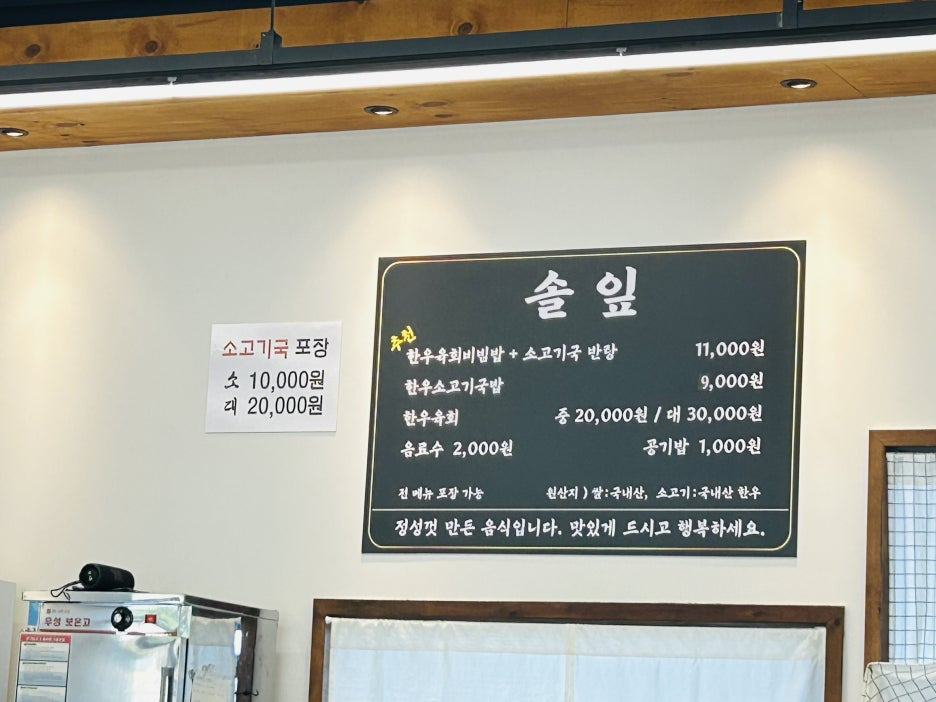 솔잎
추천
한우육회비빔밥 + 소고기국 반랑 11,000원
한우소고기국밥 9,000원
한우육회 중 20,000원 / 대 30,000원
음료수 2,000원 공기밥 1,000원
전 메뉴 포장 가능 원산지 ) 쌀:국내산, 소고기:국내산 한우
정성껏 만든 음식입니다. 맛있게 드시고 행복하세요.
소고기국 포장
소 10,000원
대 20,000원
우성 보온고